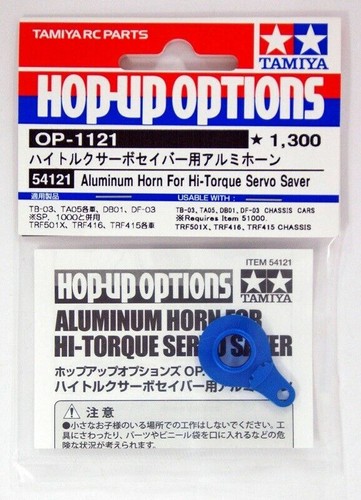 TAMIYA RC PARTS
TAMIYA
HOP-UP OPTIONS
OP-1121 ★ 1,300
ハイトルクサーボセイバー用アルミホーン
54121 Aluminum Horn For Hi-Torque Servo Saver
適用製品 USABLE WITH:
TB-03, TA05各車, DB01, DF-03
※SP. 1000と併用
TRF501X, TRF416, TRF415各車
TB-03, TA05, DB01, DF-03 CHASSIS CARS
※Requires Item 51000.
TRF501X, TRF416, TRF415 CHASSIS
ITEM 54121
HOP-UP OPTIONS
TAMIYA
ALUMINUM HORN FOR
HI-TORQUE SERVO SAVER
ホップアップオプションズ OP.
ハイトルクサーボセイバー用アルミホ
⚠ 注意
●小さなお子様のいる場所での工作はしないでください。工
具にさわったり、パーツやビニール袋を口に入れるなどの危
険な状況が考えられます。